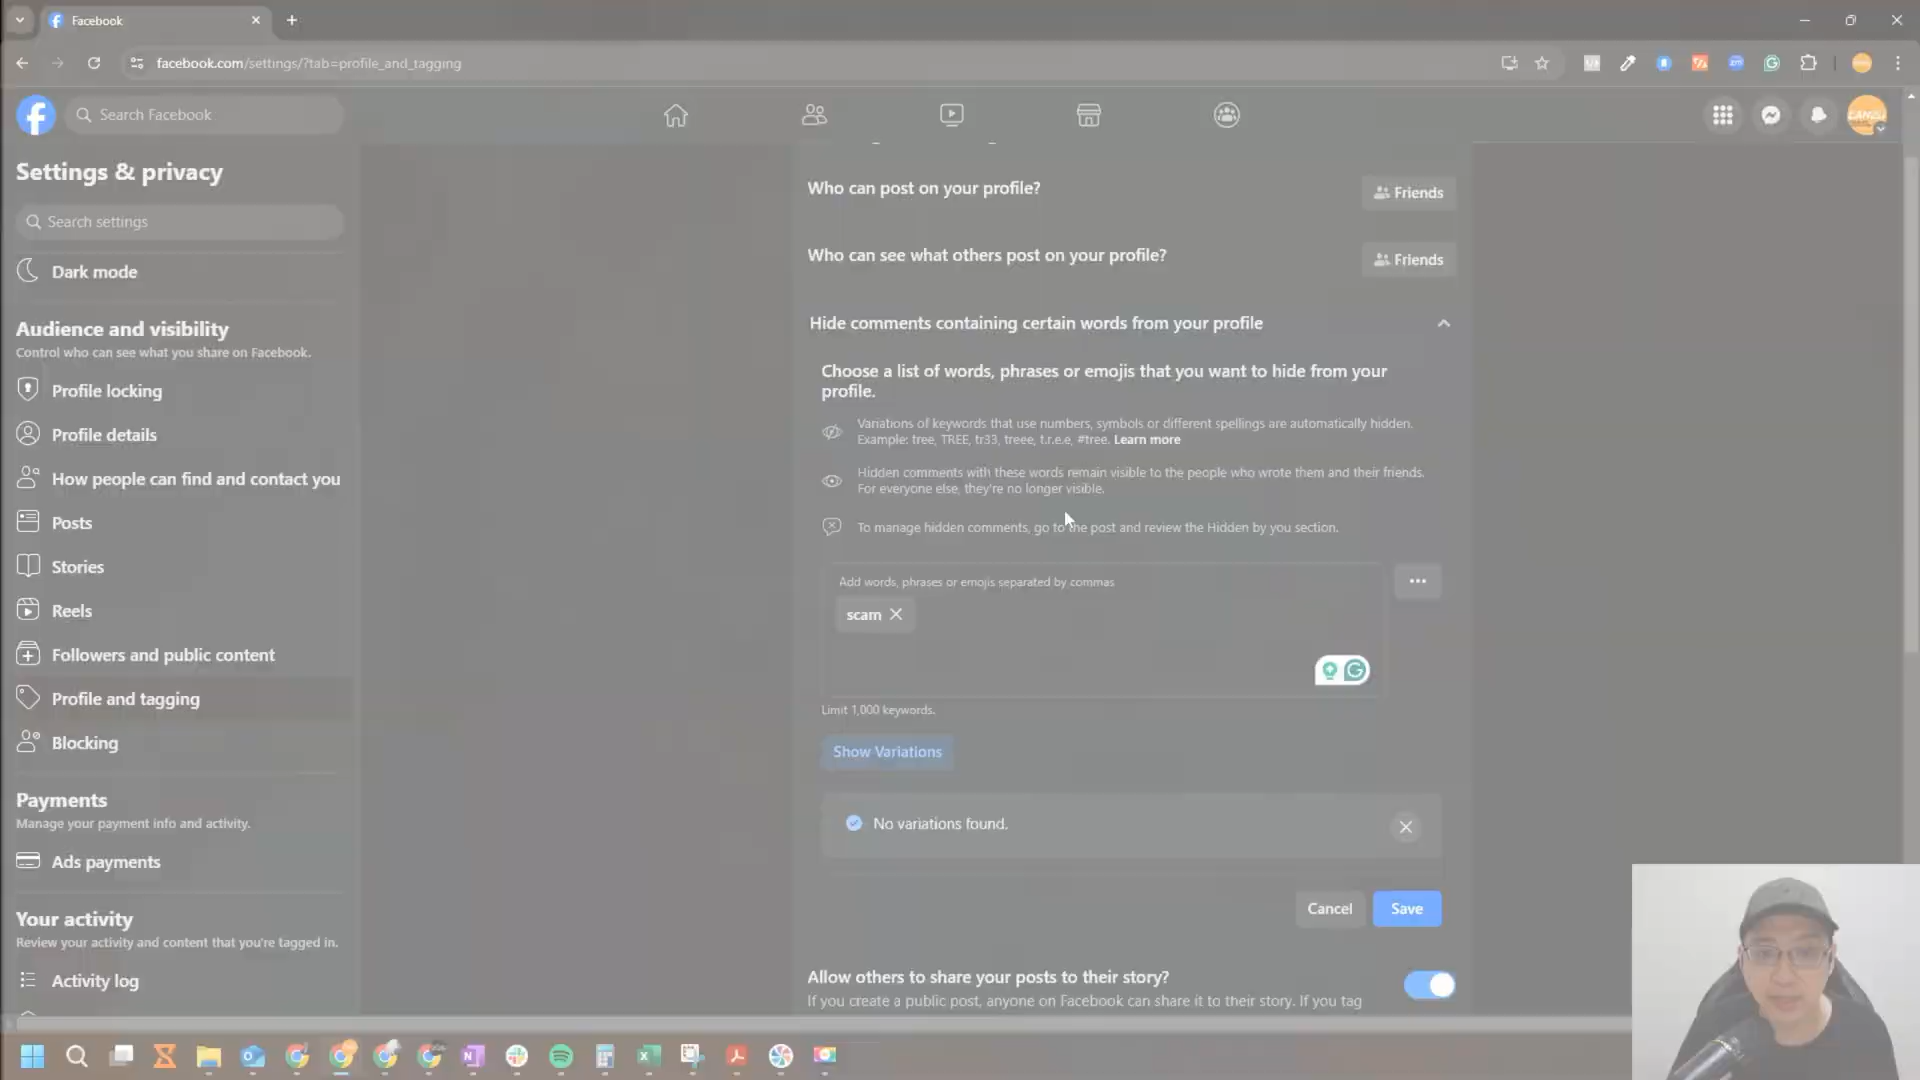 Facebook
facebook.com/settings/?tab=profile_and_tagging
Search Facebook
Settings & privacy
Search settings
Dark mode
Audience and visibility
Control who can see what you share on Facebook.
Profile locking
Profile details
How people can find and contact you
Posts
Stories
Reels
Followers and public content
Profile and tagging
Blocking
Payments
Manage your payment info and activity.
Ads payments
Your activity
Review your activity and content that you're tagged in.
Activity log
Who can post on your profile?
Friends
Who can see what others post on your profile?
Friends
Hide comments containing certain words from your profile
Choose a list of words, phrases or emojis that you want to hide from your
profile.
Variations of keywords that use numbers, symbols or different spellings are automatically hidden.
Example: tree, TREE, tr33, treee, t.r.e.e, #tree. Learn more
Hidden comments with these words remain visible to the people who wrote them and their friends.
For everyone else, they're no longer visible.
To manage hidden comments, go to the post and review the Hidden by you section.
Add words, phrases or emojis separated by commas
scam
Limit 1,000 keywords.
Show Variations
No variations found.
Cancel
Save
Allow others to share your posts to their story?
If you create a public post, anyone on Facebook can share it to their story. If you tag